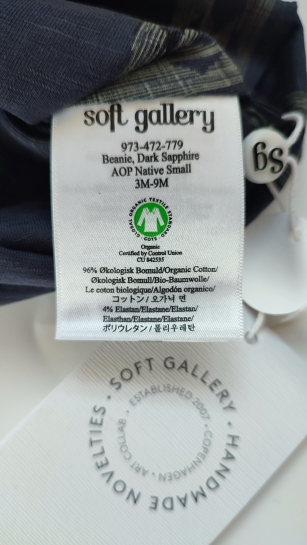 soft gallery
973-472-779
Beanie, Dark Sapphire
AOP Native Small
3M-9M
GLOBAL ORGANIC TEXTILE STANDARD
· GOTS ·
Organic
Certified by Control Union
CU 842535
96% Økologisk Bomuld/Organic Cotton/
Økologisk Bomull/Bio-Baumwolle/
Le coton biologique/Algodón organico/
コットン / 오가닉 면
4% Elastan/Elastane/Elastan/
Elasthan/Elastane/Elastano/
ポリウレタン / 폴리우레탄
sg
· SOFT GALLERY ·
HANDMADE NOVELTIES
ESTABLISHED 2007
· COPENHAGEN · ART COLLAB ·